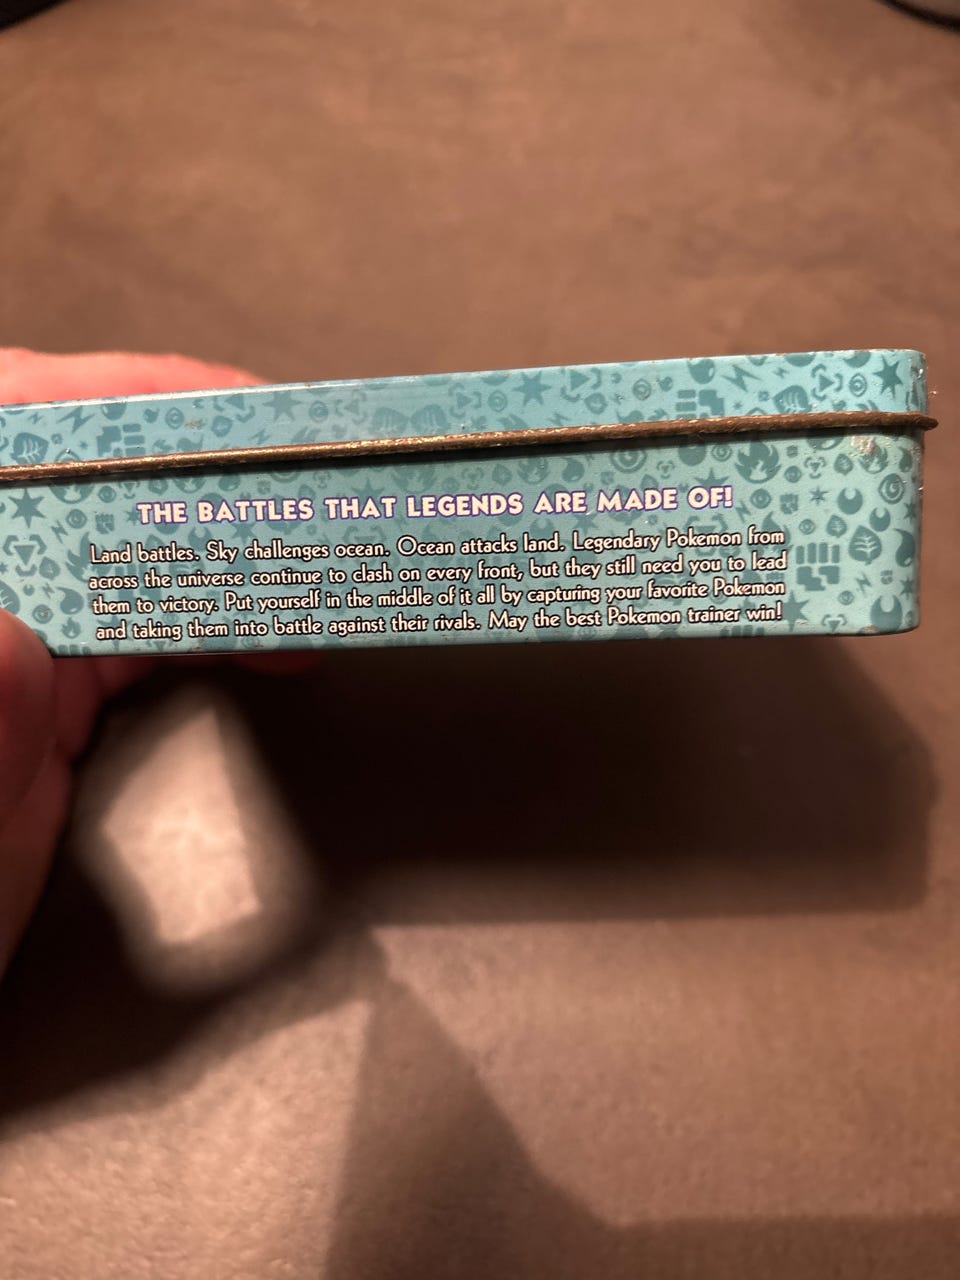 THE BATTLES THAT LEGENDS ARE MADE OF!
Land battles. Sky challenges ocean. Ocean attacks land. Legendary Pokemon from
across the universe continue to clash on every front, but they still need you to lead
them to victory. Put yourself in the middle of it all by capturing your favorite Pokemon
and taking them into battle against their rivals. May the best Pokemon trainer win!